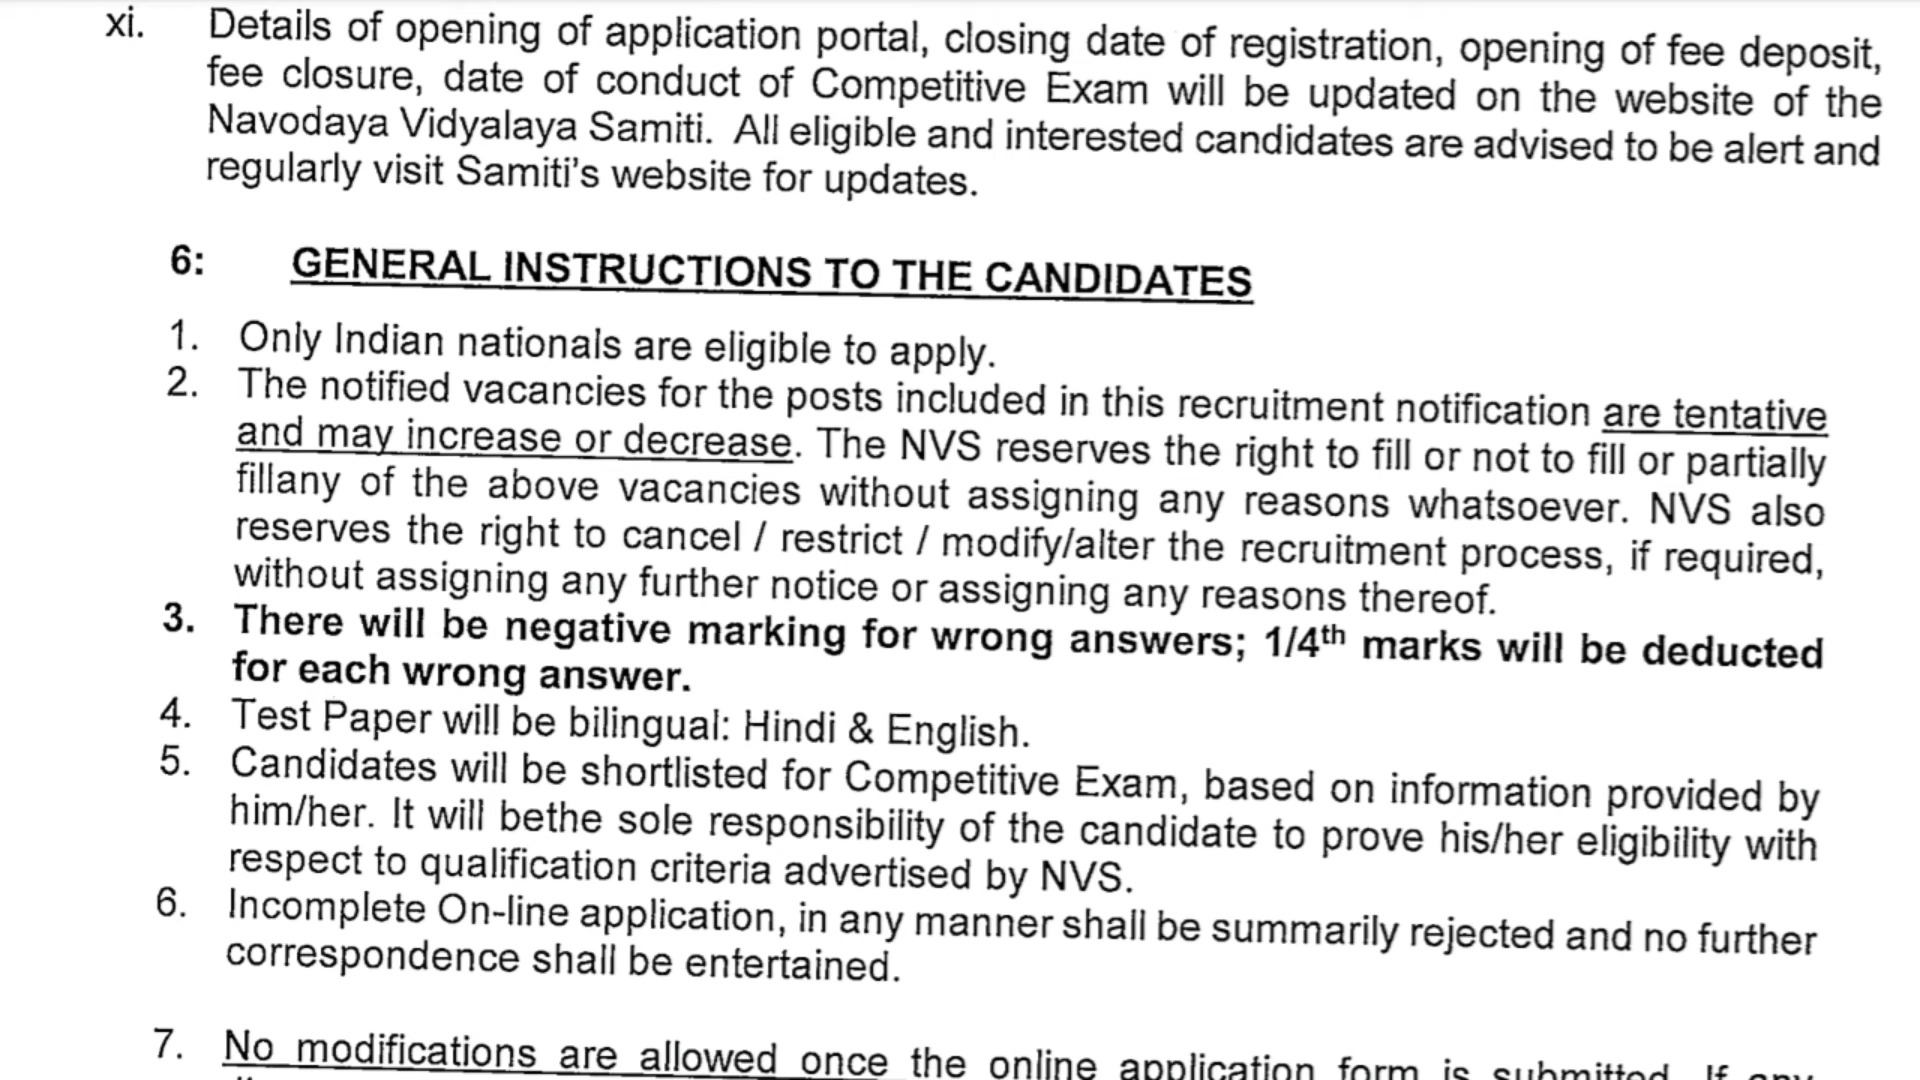 xi. Details of opening of application portal, closing date of registration, opening of fee deposit,
fee closure, date of conduct of Competitive Exam will be updated on the website of the
Navodaya Vidyalaya Samiti. All eligible and interested candidates are advised to be alert and
regularly visit Samiti's website for updates.
6: GENERAL INSTRUCTIONS TO THE CANDIDATES
1. Only Indian nationals are eligible to apply.
2. The notified vacancies for the posts included in this recruitment notification are tentative
and may increase or decrease. The NVS reserves the right to fill or not to fill or partially
fillany of the above vacancies without assigning any reasons whatsoever. NVS also
reserves the right to cancel / restrict / modify/alter the recruitment process, if required,
without assigning any further notice or assigning any reasons thereof.
3. There will be negative marking for wrong answers; 1/4th marks will be deducted
for each wrong answer.
4. Test Paper will be bilingual: Hindi & English.
5. Candidates will be shortlisted for Competitive Exam, based on information provided by
him/her. It will bethe sole responsibility of the candidate to prove his/her eligibility with
respect to qualification criteria advertised by NVS.
6. Incomplete On-line application, in any manner shall be summarily rejected and no further
correspondence shall be entertained.
7. No modifications are allowed once the online application form is submitted. If any